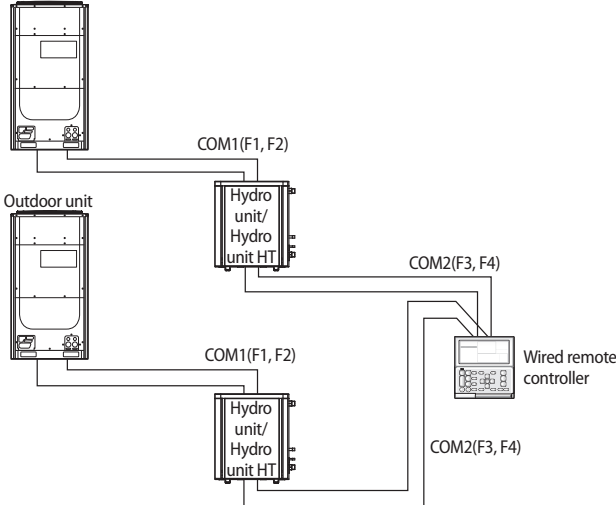 COM1(F1, F2)
Hydro
unit/
Hydro
unit HT
Outdoor unit
COM2(F3, F4)
COM1(F1, F2)
Wired remote
controller
Hydro
unit/
Hydro
unit HT
COM2(F3, F4)